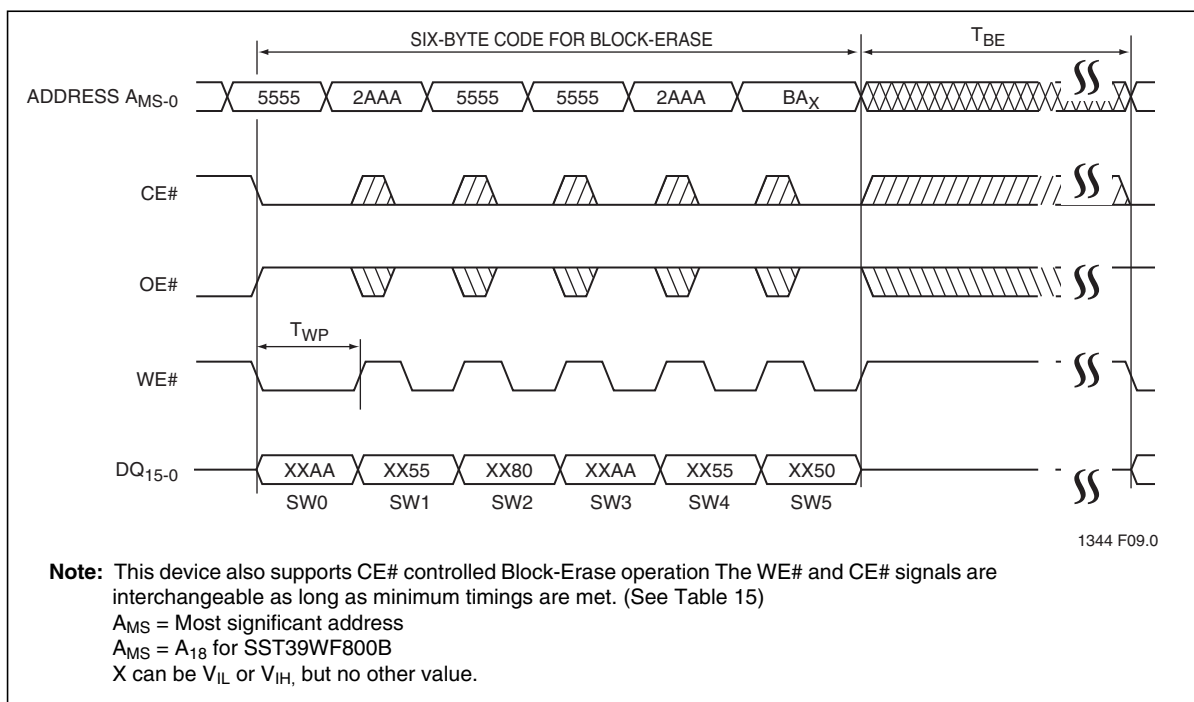 SIX-BYTE CODE FOR BLOCK-ERASE TBE
ADDRESS AMS-0 5555 2AAA 5555 5555 2AAA BAX
CE#
OE#
TWP
WE#
DQ15-0 XXAA XX55 XX80 XXAA XX55 XX50
SW0 SW1 SW2 SW3 SW4 SW5
1344 F09.0
Note: This device also supports CE# controlled Block-Erase operation The WE# and CE# signals are
interchangeable as long as minimum timings are met. (See Table 15)
AMS = Most significant address
AMS = A18 for SST39WF800B
X can be VIL or VIH, but no other value.